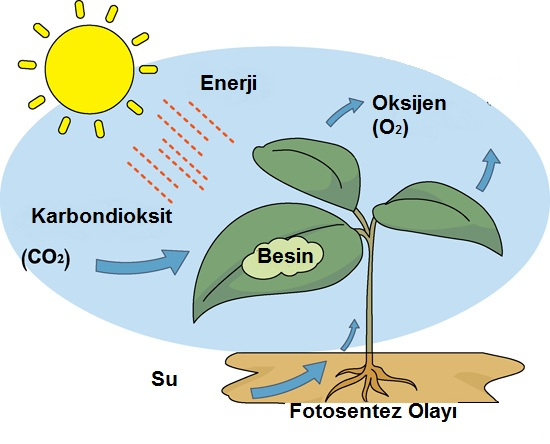 Enerji
Oksijen
(O₂)
Karbondioksit
(CO₂)
Besin
Su
Fotosentez Olayı